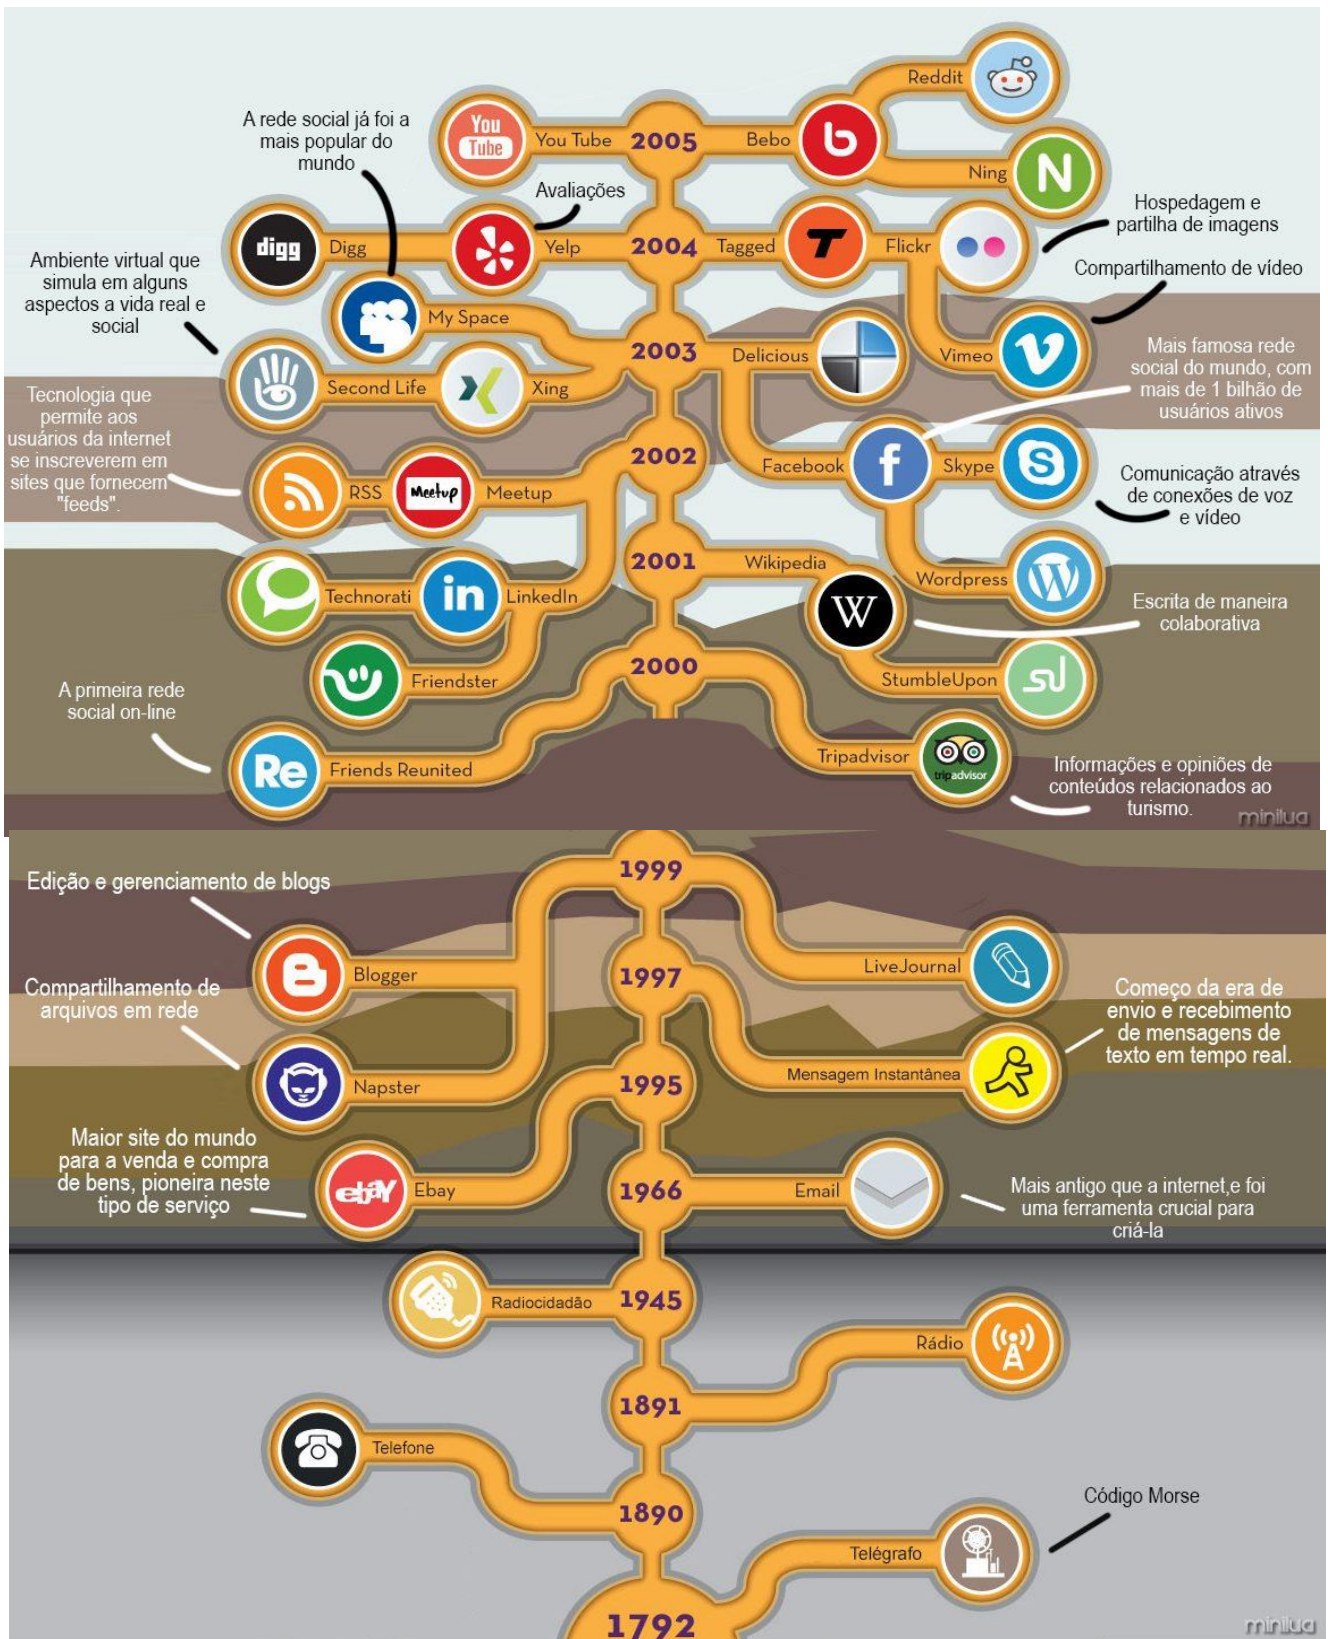 Reddit
A rede social já foi a
mais popular do
mundo
You
Tube
You Tube
2005
Bebo
b
Ning
N
Avaliações
Hospedagem e
partilha de imagens
digg
Digg
Yelp
2004
Tagged
T
Flickr
Compartilhamento de vídeo
Ambiente virtual que
simula em alguns
aspectos a vida real e
social
My Space
2003
Delicious
Vimeo
v
Mais famosa rede
social do mundo, com
mais de 1 bilhão de
usuários ativos
Second Life
Xing
Tecnologia que
permite aos
usuários da internet
se inscreverem em
sites que fornecem
"feeds".
RSS
Meetup
Meetup
2002
Facebook
f
Skype
S
Comunicação através
de conexões de voz
e vídeo
Technorati
in
LinkedIn
2001
Wikipedia
W
Wordpress
W
Escrita de maneira
colaborativa
Friendster
2000
StumbleUpon
su
A primeira rede
social on-line
Re
Friends Reunited
Tripadvisor
tripadvisor
Informações e opiniões de
conteúdos relacionados ao
turismo.
minilua
1999
Edição e gerenciamento de blogs
B
Blogger
1997
LiveJournal
Compartilhamento de
arquivos em rede
Começo da era de
envio e recebimento
de mensagens de
texto em tempo real.
Napster
1995
Mensagem Instantânea
Maior site do mundo
para a venda e compra
de bens, pioneira neste
tipo de serviço
ebay
Ebay
1966
Email
Mais antigo que a internet,e foi
uma ferramenta crucial para
criá-la
Radiocidadão
1945
Rádio
1891
Telefone
1890
Código Morse
Telégrafo
1792
minilua